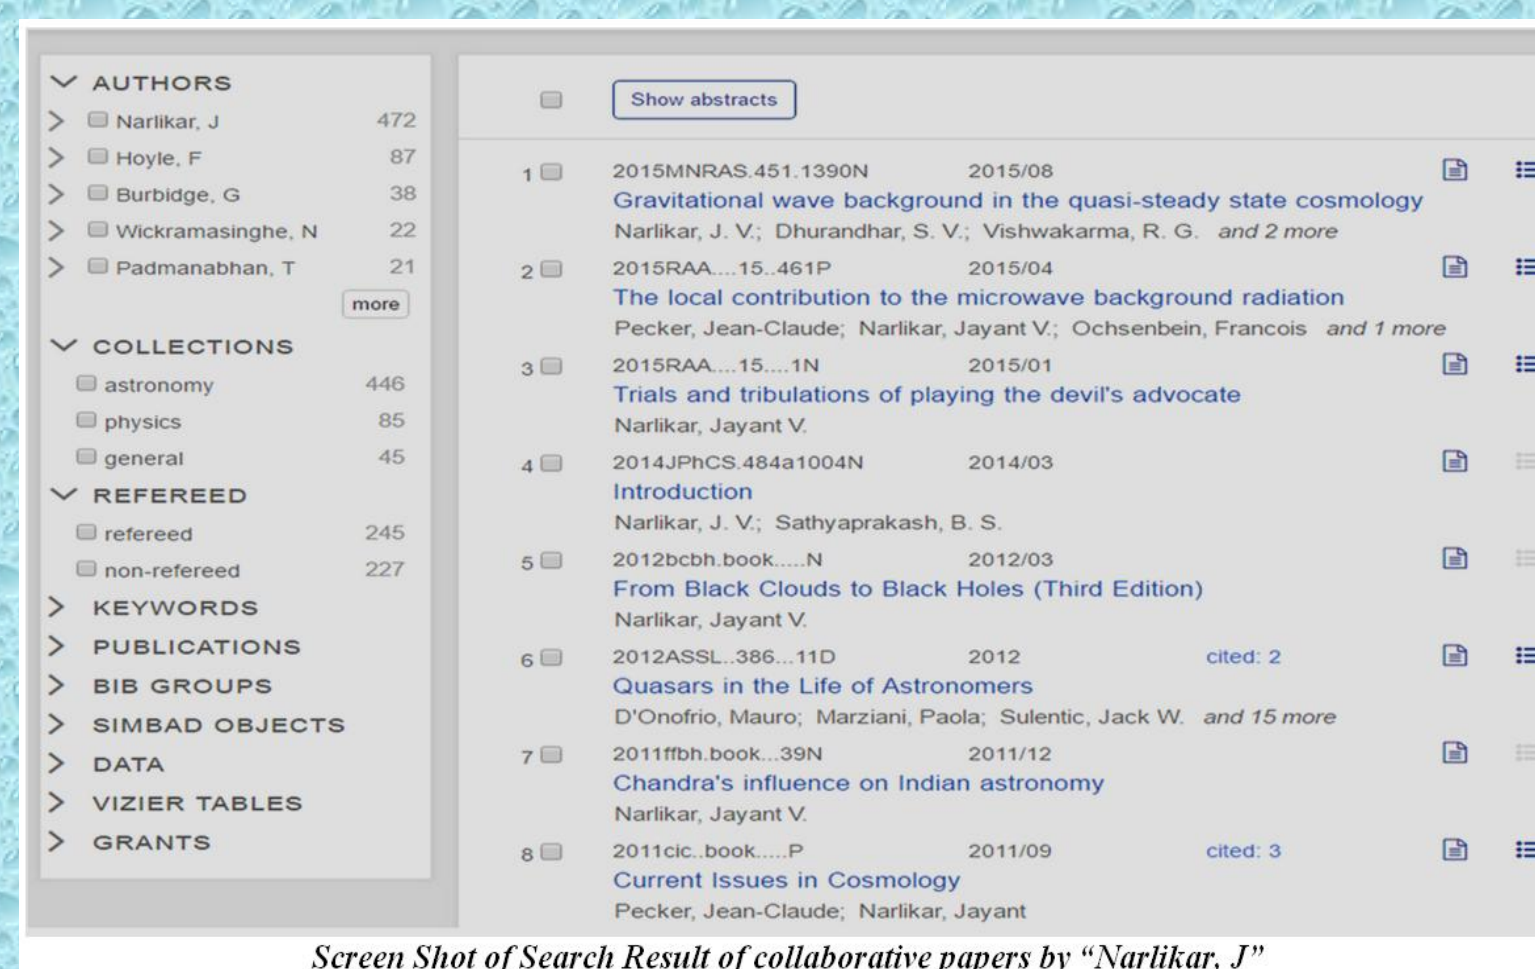 AUTHORS
Narlikar, J 472
Hoyle, F 87
Burbidge, G 38
Wickramasinghe, N 22
Padmanabhan, T 21
more
COLLECTIONS
astronomy 446
physics 85
general 45
REFEREED
refereed 245
non-refereed 227
KEYWORDS
PUBLICATIONS
BIB GROUPS
SIMBAD OBJECTS
DATA
VIZIER TABLES
GRANTS
Show abstracts
1 2015MNRAS.451.1390N 2015/08
Gravitational wave background in the quasi-steady state cosmology
Narlikar, J. V.; Dhurandhar, S. V.; Vishwakarma, R. G. and 2 more
2 2015RAA....15..461P 2015/04
The local contribution to the microwave background radiation
Pecker, Jean-Claude; Narlikar, Jayant V.; Ochsenbein, Francois and 1 more
3 2015RAA....15....1N 2015/01
Trials and tribulations of playing the devil's advocate
Narlikar, Jayant V.
4 2014JPhCS.484a1004N 2014/03
Introduction
Narlikar, J. V.; Sathyaprakash, B. S.
5 2012bcbh.book.....N 2012/03
From Black Clouds to Black Holes (Third Edition)
Narlikar, Jayant V.
6 2012ASSL..386...11D 2012 cited: 2
Quasars in the Life of Astronomers
D'Onofrio, Mauro; Marziani, Paola; Sulentic, Jack W. and 15 more
7 2011ffbh.book...39N 2011/12
Chandra's influence on Indian astronomy
Narlikar, Jayant V.
8 2011cic..book.....P 2011/09 cited: 3
Current Issues in Cosmology
Pecker, Jean-Claude; Narlikar, Jayant
Screen Shot of Search Result of collaborative papers by “Narlikar, J”